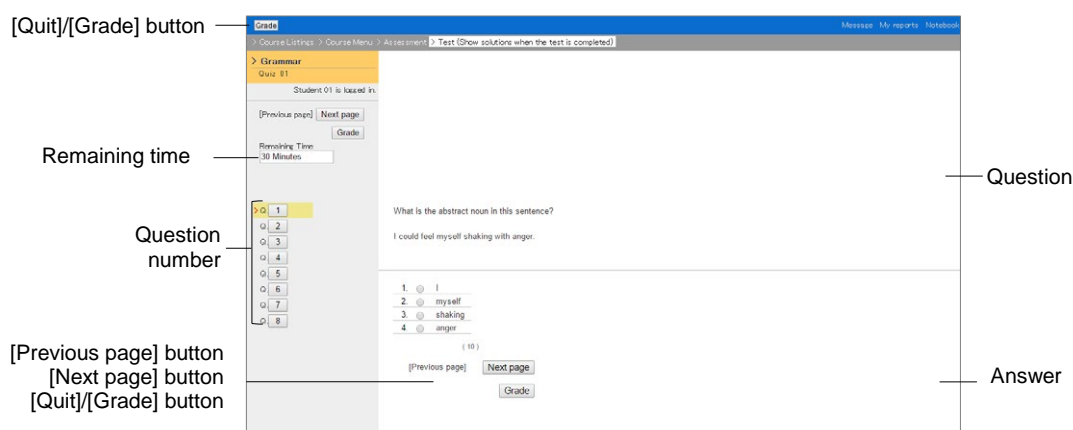 [Quit]/[Grade] button
Grade
Message My reports Notebook
> Course Listings > Course Menu > Assessment > Test (Show solutions when the test is completed)
> Grammar
Quiz 01
Student 01 is logged in.
[Previous page] Next page
Grade
Remaining Time
30 Minutes
Remaining time
Question
> Q. 1
Q. 2
Q. 3
Q. 4
Q. 5
Q. 6
Q. 7
Q. 8
Question
number
What is the abstract noun in this sentence?
I could feel myself shaking with anger.
1. I
2. myself
3. shaking
4. anger
( 10 )
[Previous page] Next page
Grade
[Previous page] button
[Next page] button
[Quit]/[Grade] button
Answer